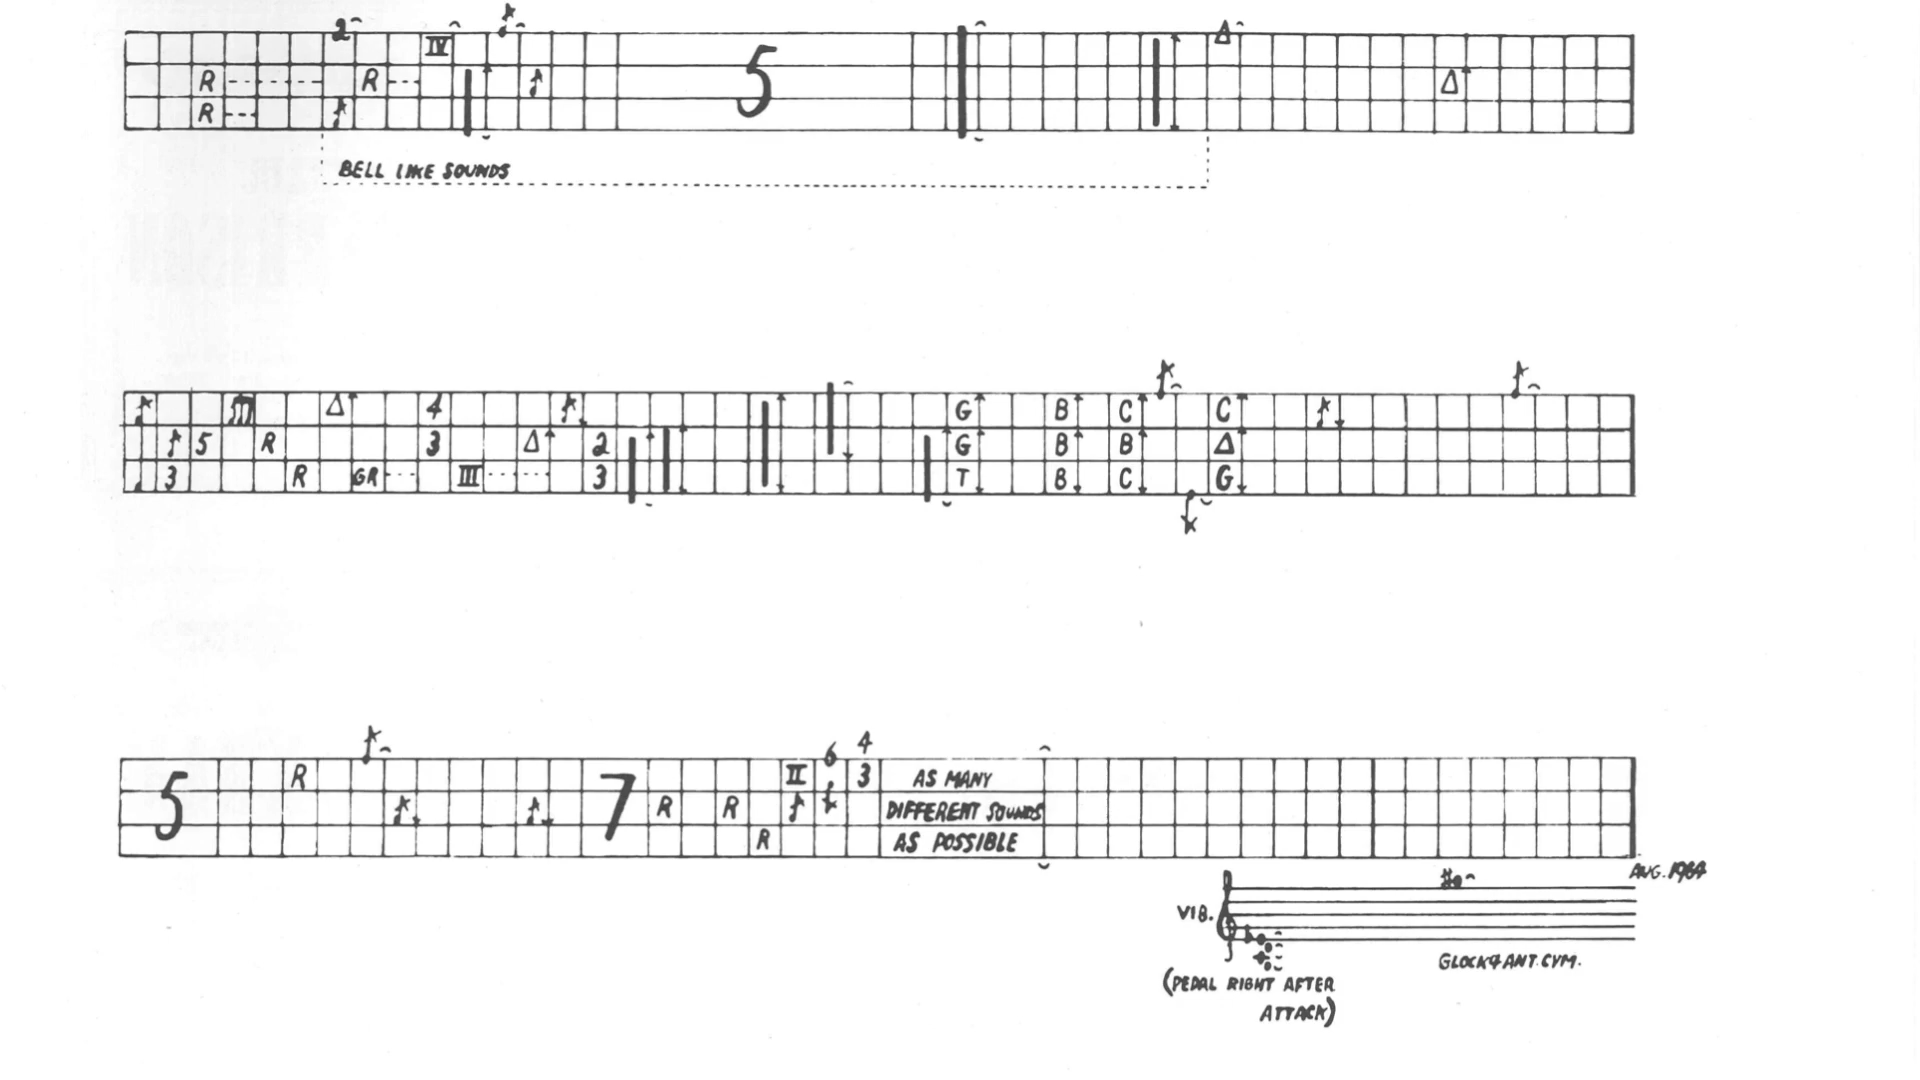 2
IV
R R
5
Δ
Δ
R
BELL LIKE SOUNDS
III Δ 4 G B C C
5 R 3 Δ 2 G B B Δ
3 R GR III 3 T B C G
6 4
R II 3 AS MANY
5 7 R R DIFFERENT SOUNDS
R AS POSSIBLE
AUG. 1964
VIB.
GLOCK & ANT. CYM.
(PEDAL RIGHT AFTER
ATTACK)